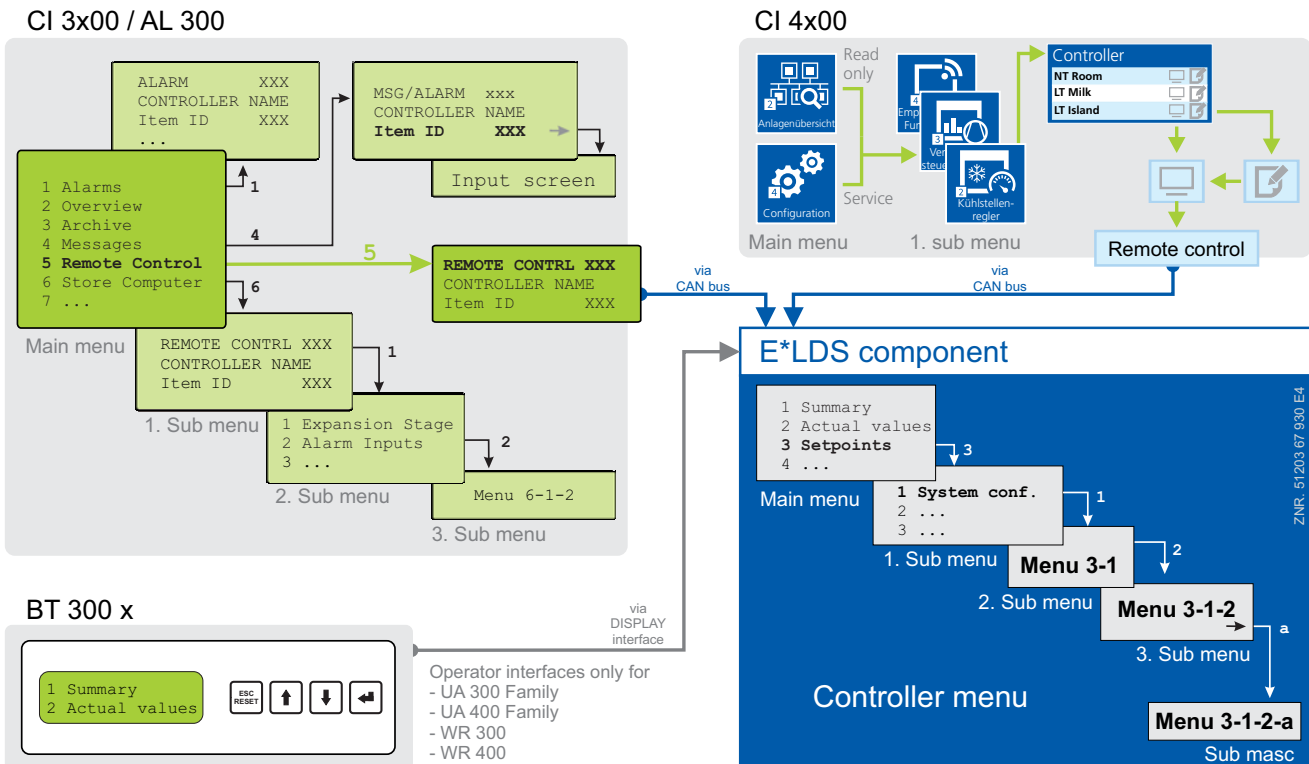 CI 3x00 / AL 300
ALARM XXX
CONTROLLER NAME
Item ID XXX
...
MSG/ALARM xxx
CONTROLLER NAME
Item ID XXX
Input screen
1 Alarms
2 Overview
3 Archive
4 Messages
5 Remote Control
6 Store Computer
7 ...
1
4
5
6
Main menu
REMOTE CONTRL XXX
CONTROLLER NAME
Item ID XXX
REMOTE CONTRL XXX
CONTROLLER NAME
Item ID XXX
1
1. Sub menu
1 Expansion Stage
2 Alarm Inputs
3 ...
2
2. Sub menu
Menu 6-1-2
3. Sub menu
CI 4x00
2
Anlagenübersicht
4
Configuration
Read
only
Service
Main menu
4
Emp
Fun
3
Ver
steue
2
Kühlstellen-
regler
1. sub menu
Controller
NT Room
LT Milk
LT Island
Remote control
via
CAN bus
via
CAN bus
BT 300 x
1 Summary
2 Actual values
ESC
RESET
via
DISPLAY
interface
Operator interfaces only for
- UA 300 Family
- UA 400 Family
- WR 300
- WR 400
E*LDS component
1 Summary
2 Actual values
3 Setpoints
4 ...
3
Main menu
1 System conf.
2 ...
3 ...
1
1. Sub menu
Menu 3-1
2
2. Sub menu
Menu 3-1-2
a
3. Sub menu
Controller menu
Menu 3-1-2-a
Sub masc
ZNR. 51203 67 930 E4